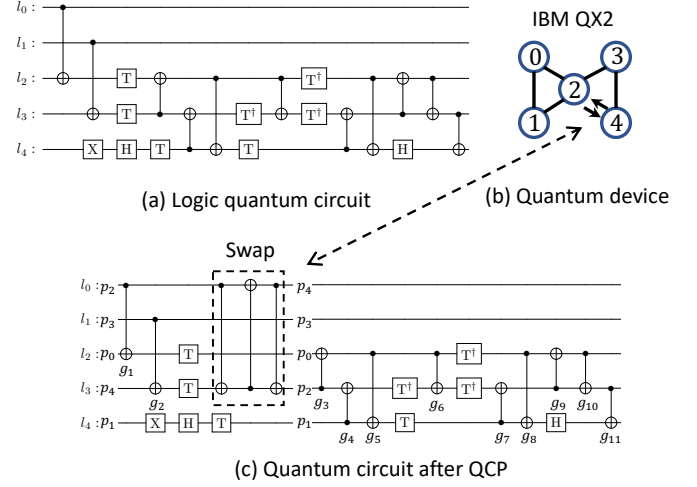 l₀ :
IBM QX2
l₁ :
0 3
l₂ : T T†
2
l₃ : T T† T†
1 4
l₄ : X H T T H
(a) Logic quantum circuit
(b) Quantum device
Swap
l₀ :p₂ p₄
l₁ :p₃ p₃
l₂ :p₀ T p₀ T†
g₁ g₃ g₆ g₉ g₁₀
l₃ :p₄ T p₂ T† T†
g₂ g₄ g₅ g₇ g₈ g₁₁
l₄ :p₁ X H T p₁ T H
(c) Quantum circuit after QCP